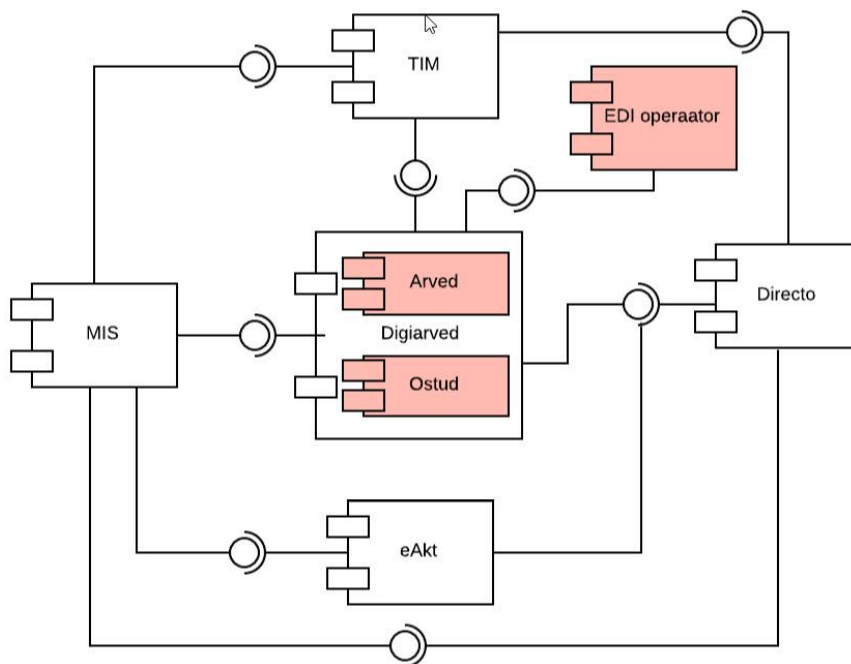 TIM
EDI operaator
Arved
Directo
MIS
Digiarved
Ostud
eAkt